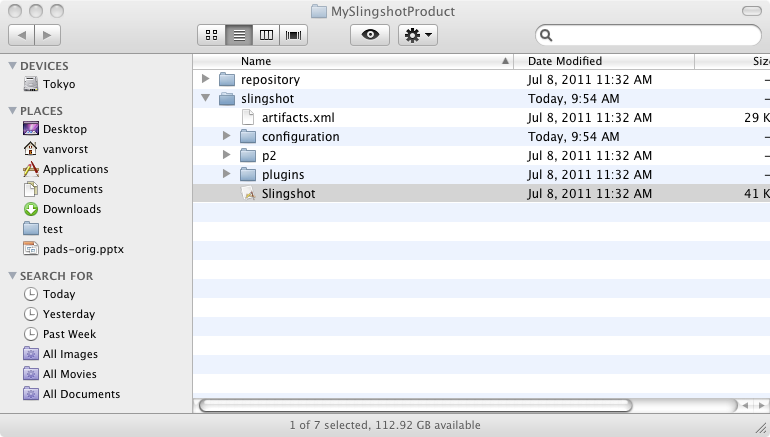 MySlingshotProduct
Name Date Modified Siz
DEVICES
Tokyo
PLACES
Desktop
vanvorst
Applications
Documents
Downloads
test
pads-orig.pptx
SEARCH FOR
Today
Yesterday
Past Week
All Images
All Movies
All Documents
repository Jul 8, 2011 11:32 AM --
slingshot Today, 9:54 AM --
artifacts.xml Jul 8, 2011 11:32 AM 29 K
configuration Today, 9:54 AM --
p2 Jul 8, 2011 11:32 AM --
plugins Jul 8, 2011 11:32 AM --
Slingshot Jul 8, 2011 11:32 AM 41 K
1 of 7 selected, 112.92 GB available